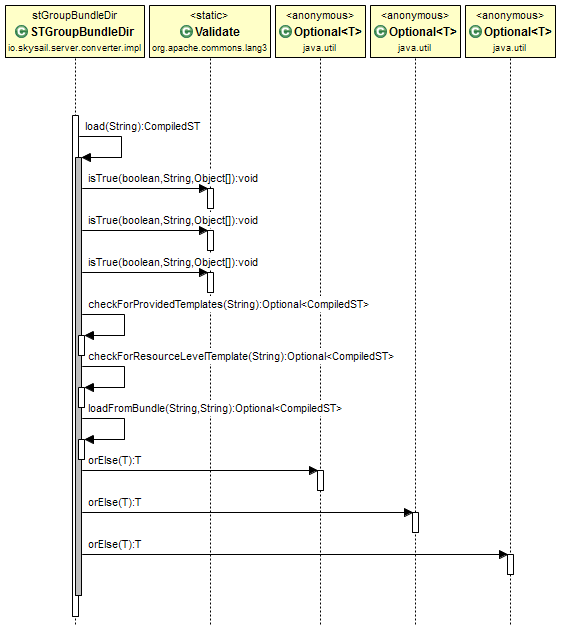 stGroupBundleDir
C STGroupBundleDir
io.skysail.server.converter.impl
<static>
C Validate
org.apache.commons.lang3
<anonymous>
C Optional<T>
java.util
<anonymous>
C Optional<T>
java.util
<anonymous>
C Optional<T>
java.util
load(String):CompiledST
isTrue(boolean,String,Object[]):void
isTrue(boolean,String,Object[]):void
isTrue(boolean,String,Object[]):void
checkForProvidedTemplates(String):Optional<CompiledST>
checkForResourceLevelTemplate(String):Optional<CompiledST>
loadFromBundle(String,String):Optional<CompiledST>
orElse(T):T
orElse(T):T
orElse(T):T